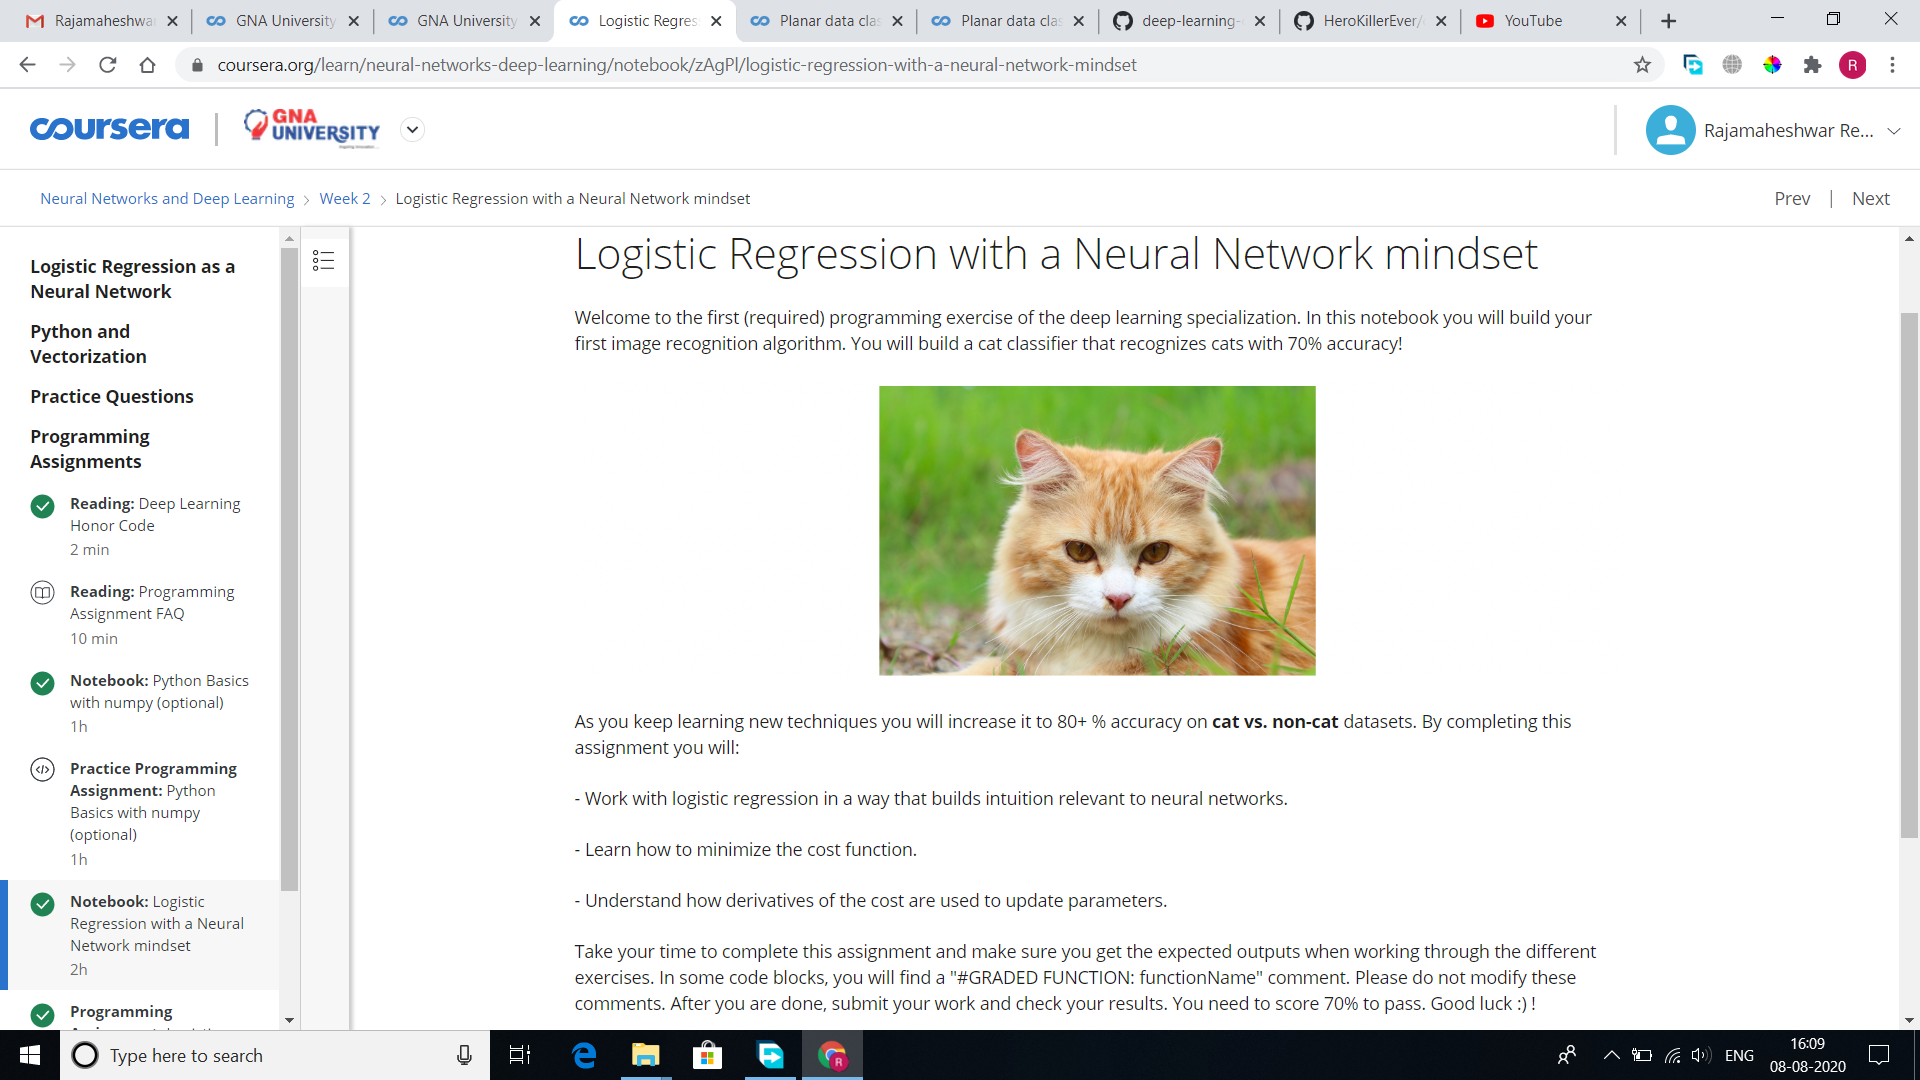 Rajamaheshwa
GNA University
GNA University
Logistic Regres
Planar data clas
Planar data clas
deep-learning-
HeroKillerEver/
YouTube
coursera.org/learn/neural-networks-deep-learning/notebook/zAgPl/logistic-regression-with-a-neural-network-mindset
R
coursera
GNA
UNIVERSITY
Rajamaheshwar Re...
Neural Networks and Deep Learning > Week 2 > Logistic Regression with a Neural Network mindset
Prev | Next
Logistic Regression as a
Neural Network
Python and
Vectorization
Practice Questions
Programming
Assignments
Reading: Deep Learning
Honor Code
2 min
Reading: Programming
Assignment FAQ
10 min
Notebook: Python Basics
with numpy (optional)
1h
Practice Programming
Assignment: Python
Basics with numpy
(optional)
1h
Notebook: Logistic
Regression with a Neural
Network mindset
2h
Programming
Logistic Regression with a Neural Network mindset
Welcome to the first (required) programming exercise of the deep learning specialization. In this notebook you will build your
first image recognition algorithm. You will build a cat classifier that recognizes cats with 70% accuracy!
As you keep learning new techniques you will increase it to 80+ % accuracy on cat vs. non-cat datasets. By completing this
assignment you will:
- Work with logistic regression in a way that builds intuition relevant to neural networks.
- Learn how to minimize the cost function.
- Understand how derivatives of the cost are used to update parameters.
Take your time to complete this assignment and make sure you get the expected outputs when working through the different
exercises. In some code blocks, you will find a "#GRADED FUNCTION: functionName" comment. Please do not modify these
comments. After you are done, submit your work and check your results. You need to score 70% to pass. Good luck :) !
Type here to search
R
ENG
16:09
08-08-2020